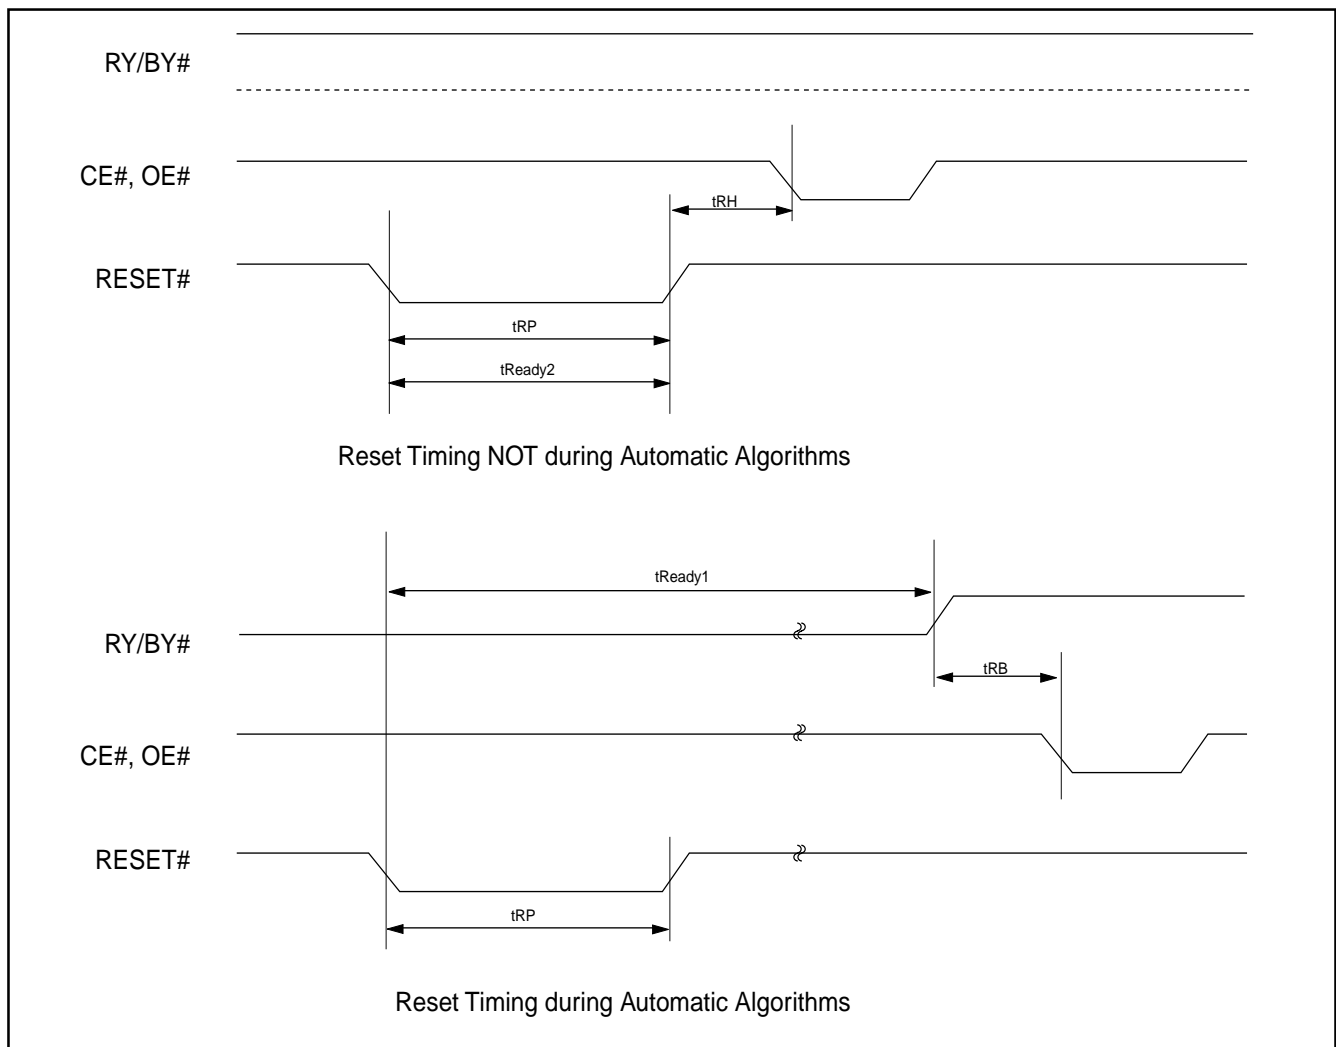 RY/BY#
CE#, OE#
tRH
RESET#
tRP
tReady2
Reset Timing NOT during Automatic Algorithms
tReady1
RY/BY#
tRB
CE#, OE#
RESET#
tRP
Reset Timing during Automatic Algorithms